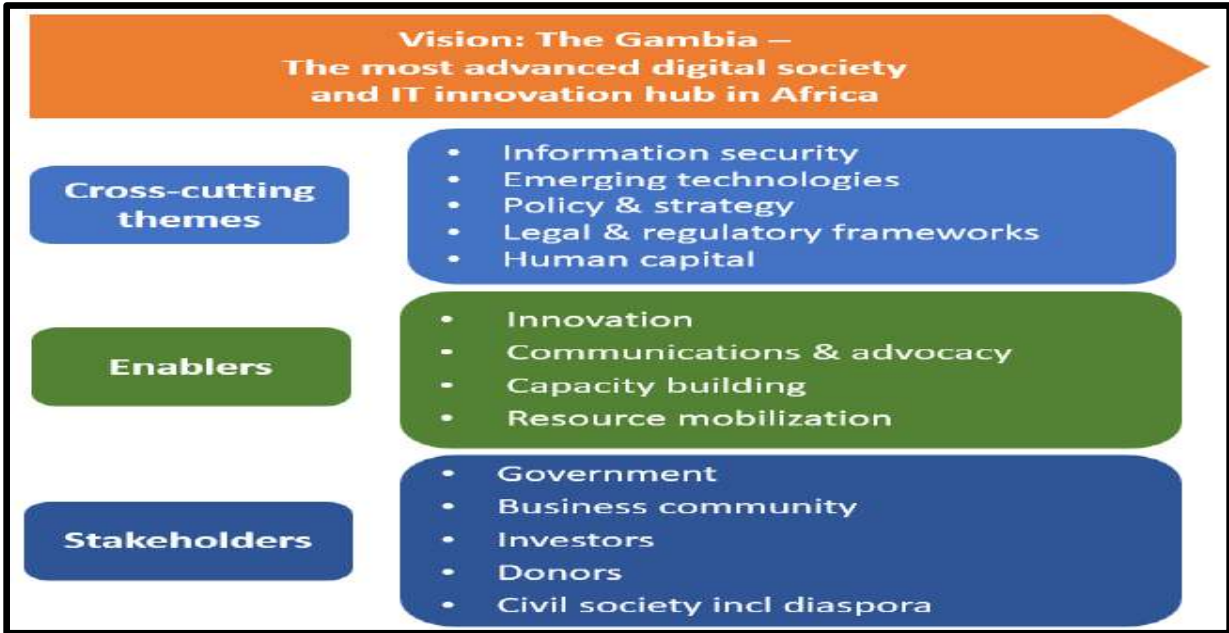 Vision: The Gambia –
The most advanced digital society
and IT innovation hub in Africa
Cross-cutting
themes
• Information security
• Emerging technologies
• Policy & strategy
• Legal & regulatory frameworks
• Human capital
Enablers
• Innovation
• Communications & advocacy
• Capacity building
• Resource mobilization
Stakeholders
• Government
• Business community
• Investors
• Donors
• Civil society incl diaspora